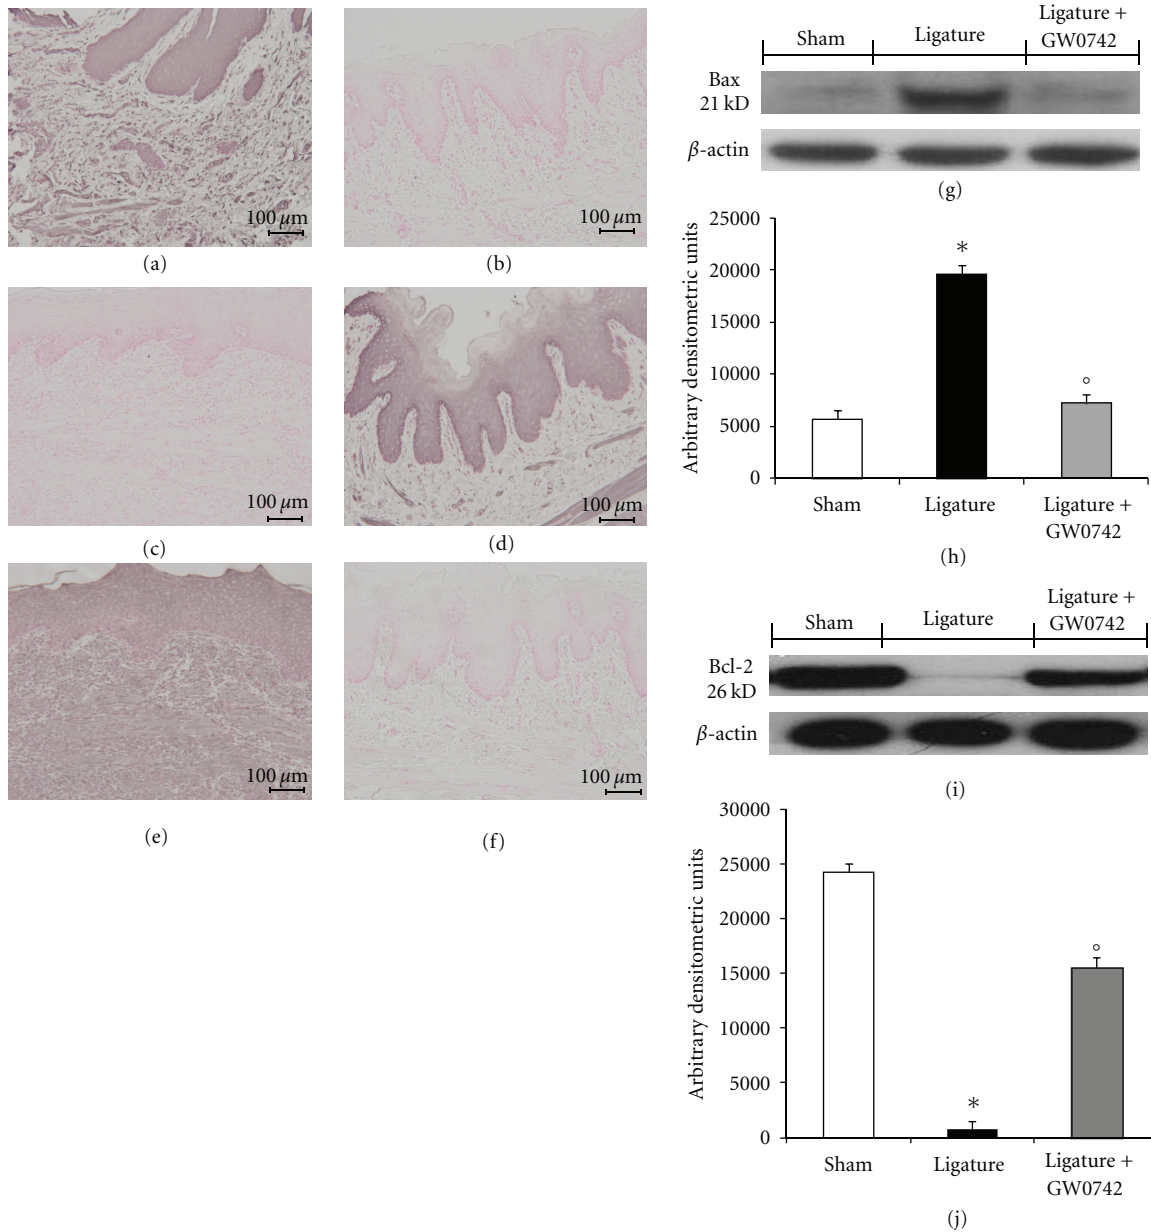 100 μm
(a)
100 μm
(b)
100 μm
(c)
100 μm
(d)
100 μm
(e)
100 μm
(f)
Sham
Ligature
Ligature +
GW0742
Bax
21 kD
β-actin
(g)
Arbitrary densitometric units
25000
20000
15000
10000
5000
0
*
°
Sham
Ligature
Ligature +
GW0742
(h)
Sham
Ligature
Ligature +
GW0742
Bcl-2
26 kD
β-actin
(i)
Arbitrary densitometric units
30000
25000
20000
15000
10000
5000
0
*
°
Sham
Ligature
Ligature +
GW0742
(j)